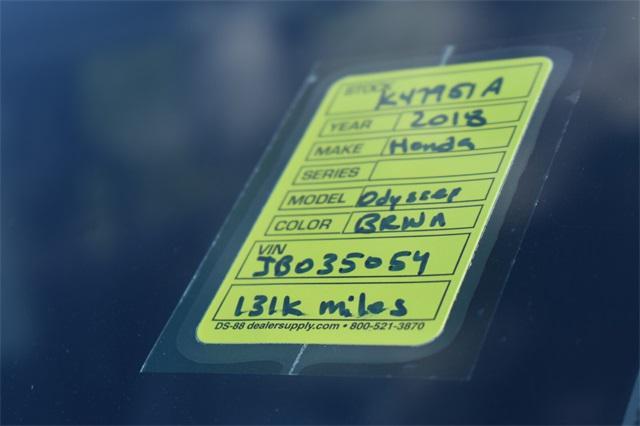 STOCK K47951A
YEAR 2018
MAKE Honda
SERIES
MODEL Odyssey
COLOR BRWN
VIN
JB035054
131K miles
DS-88 dealersupply.com • 800-521-3870